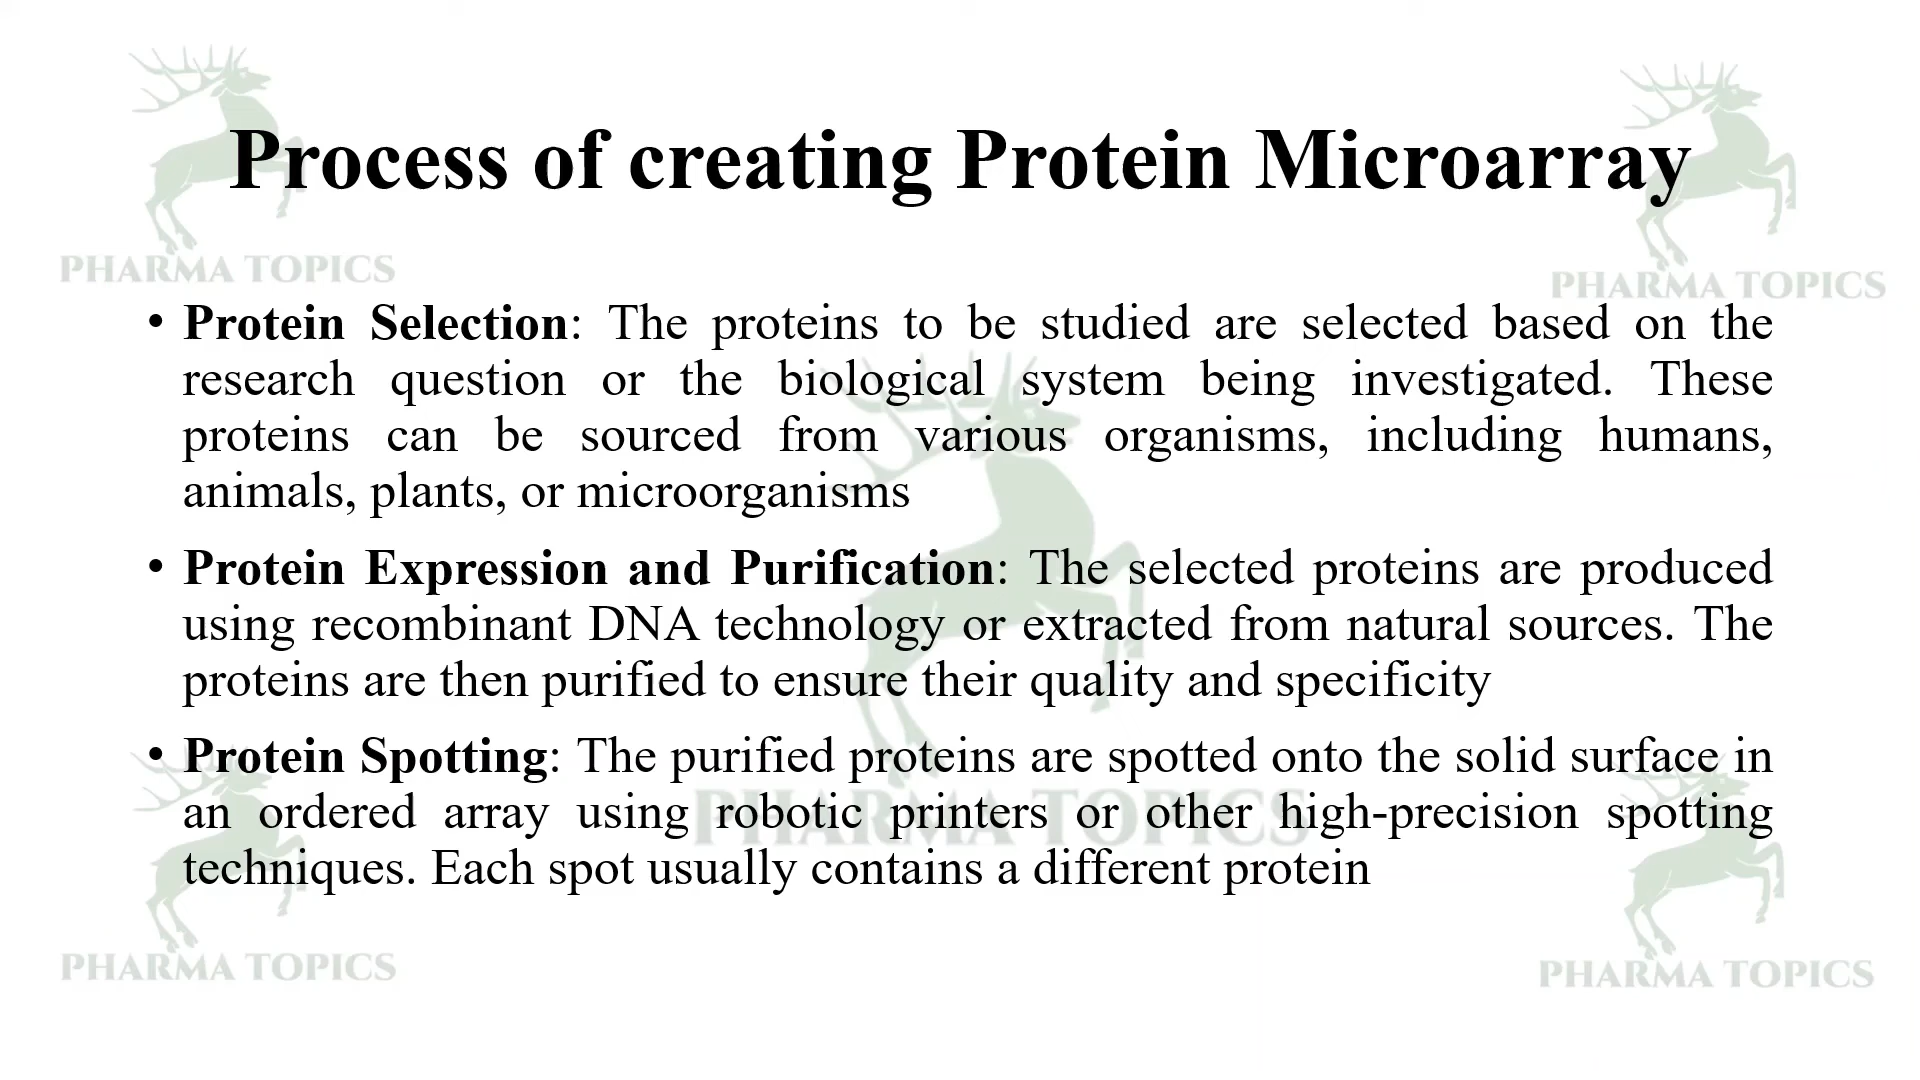 Process of creating Protein Microarray
PHARMA TOPICS
PHARMA TOPICS
• Protein Selection: The proteins to be studied are selected based on the
research question or the biological system being investigated. These
proteins can be sourced from various organisms, including humans,
animals, plants, or microorganisms
• Protein Expression and Purification: The selected proteins are produced
using recombinant DNA technology or extracted from natural sources. The
proteins are then purified to ensure their quality and specificity
• Protein Spotting: The purified proteins are spotted onto the solid surface in
an ordered array using robotic printers or other high-precision spotting
techniques. Each spot usually contains a different protein
PHARMA TOPICS
PHARMA TOPICS
PHARMA TOPICS